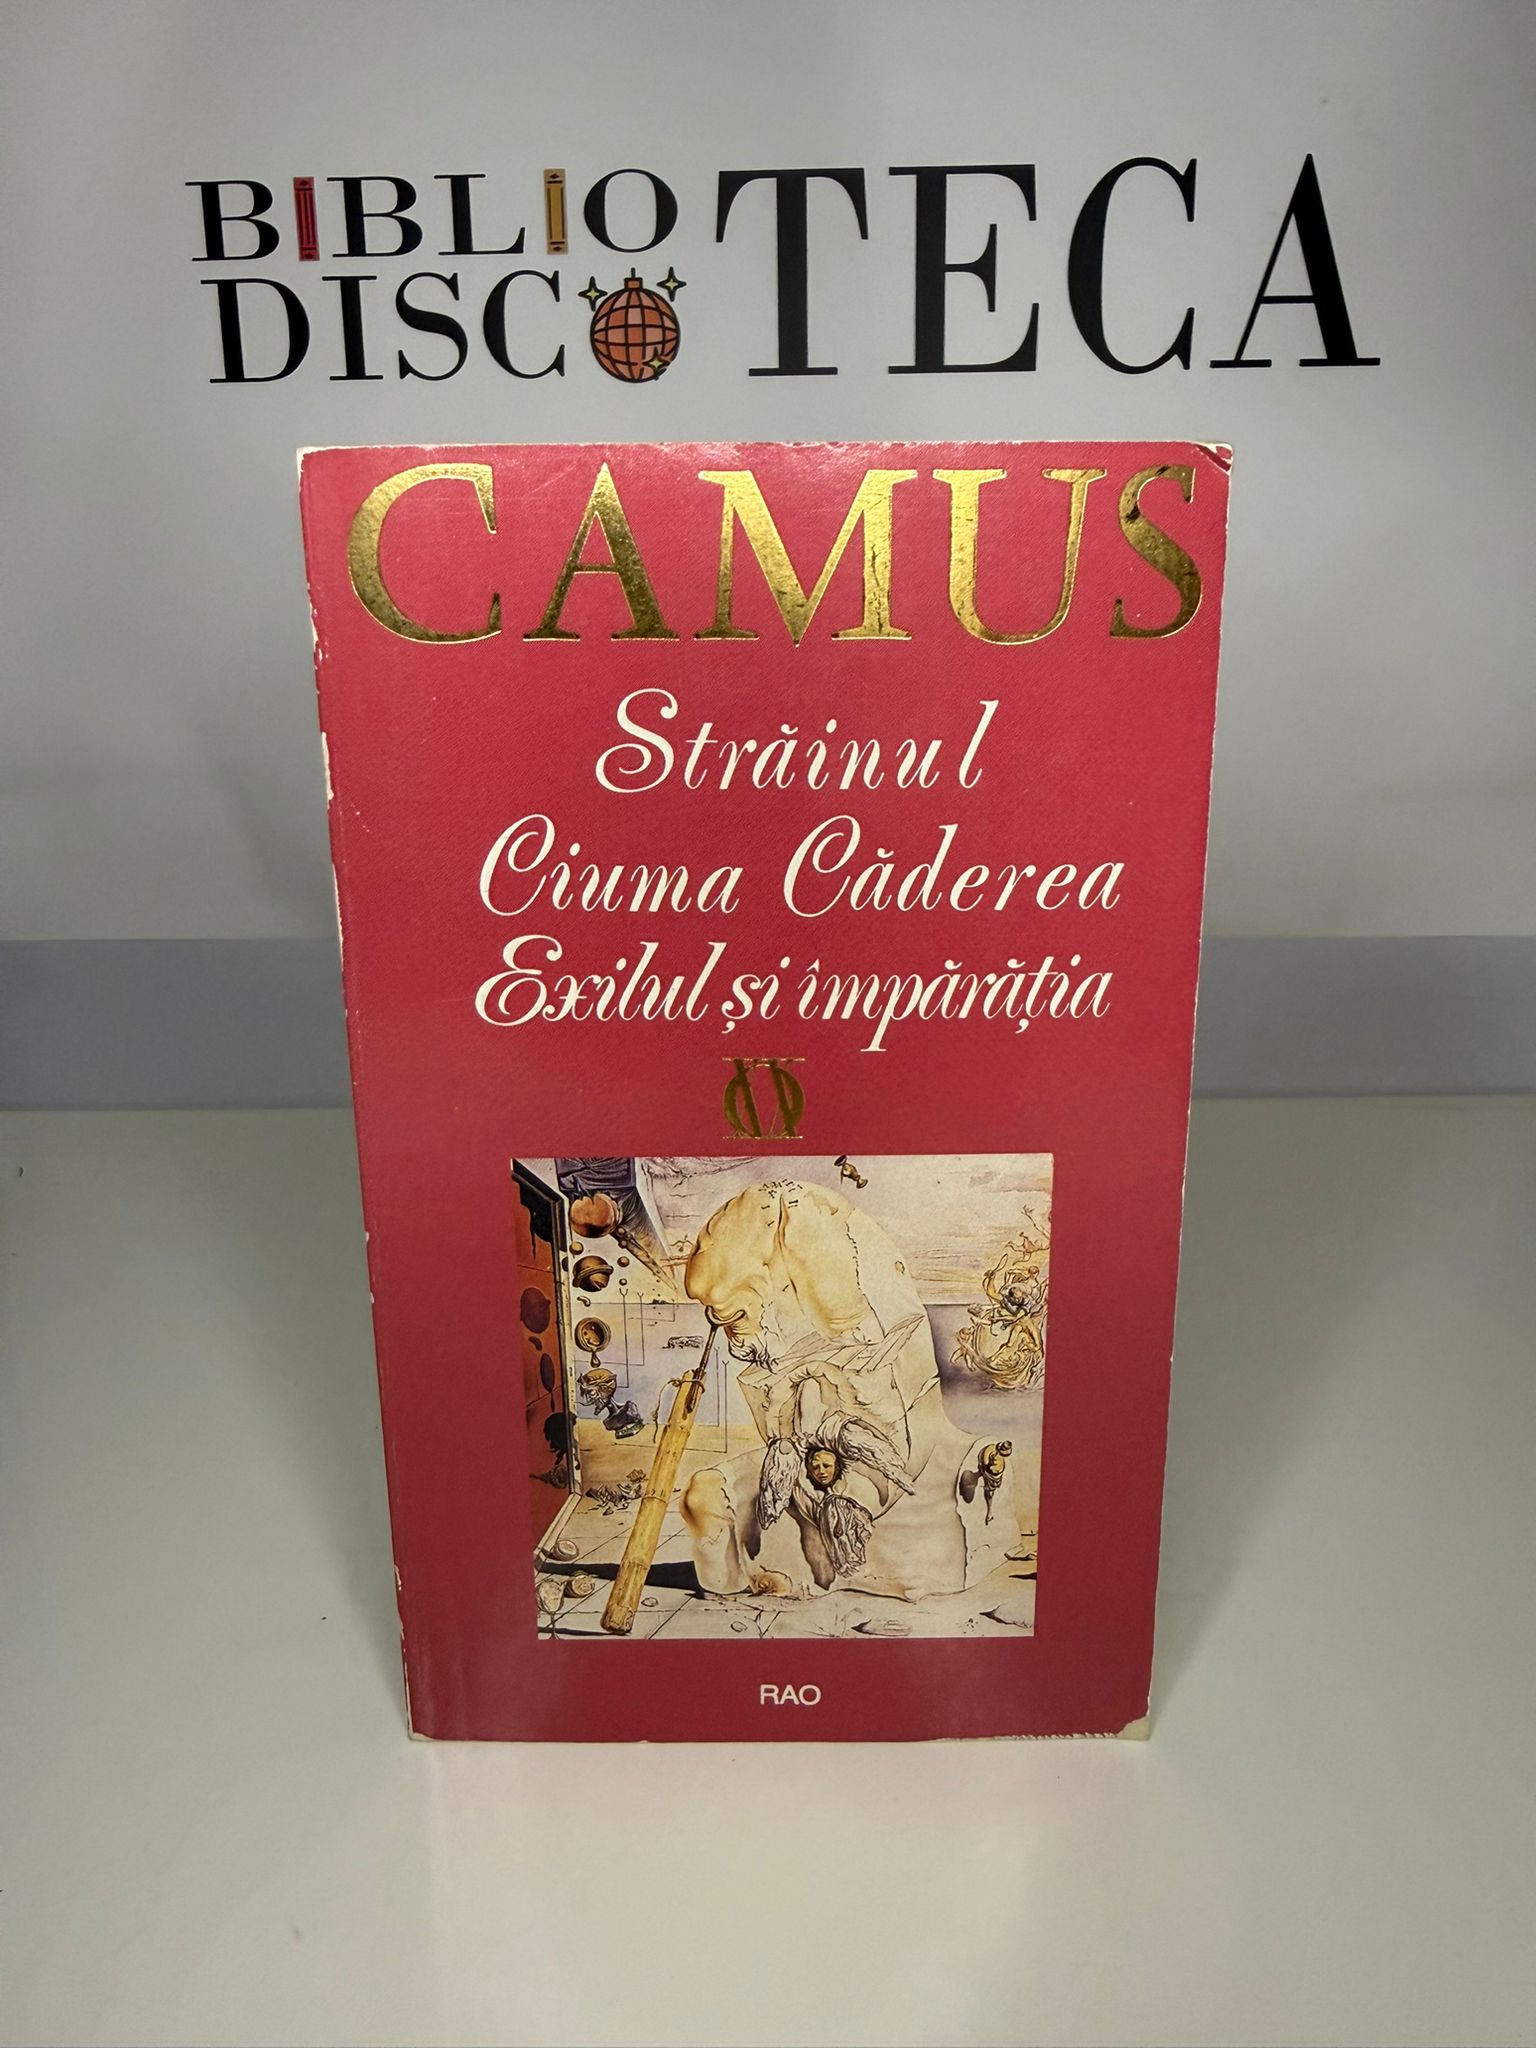 BIBLIO
DISCOTECA
CAMUS
Străinul
Ciuma Căderea
Exilul și împărăția
RAO